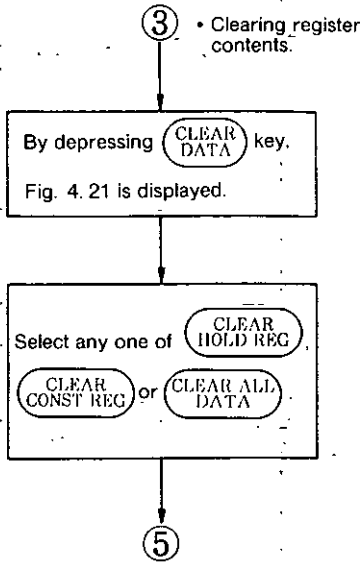 ③ • Clearing register
contents.
By depressing CLEAR DATA key,
Fig. 4. 21 is displayed.
Select any one of CLEAR HOLD REG
CLEAR CONST REG or CLEAR ALL DATA
⑤